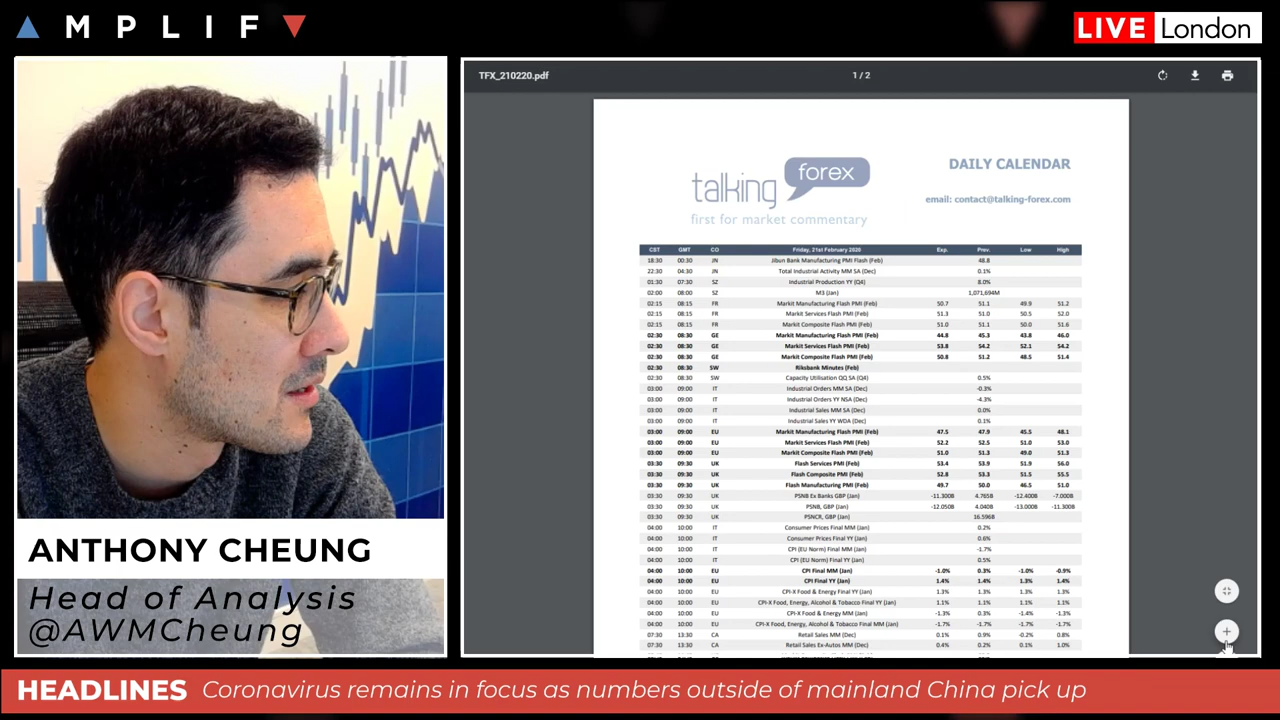 AMPLIFY
LIVE London
TFX_210220.pdf
1 / 2
talking forex
first for market commentary
DAILY CALENDAR
email: contact@talking-forex.com
CST GMT CO Friday, 21st February 2020 Exp. Prev. Low High
18:30 00:30 JN Jibun Bank Manufacturing PMI Flash (Feb) 48.8
22:30 04:30 JN Total Industrial Activity MM SA (Dec) 0.1%
01:30 07:30 SZ Industrial Production YY (Q4) 8.0%
02:00 08:00 SZ M3 (Jan) 1,071,694M
02:15 08:15 FR Markit Manufacturing Flash PMI (Feb) 50.7 51.1 49.9 51.2
02:15 08:15 FR Markit Services Flash PMI (Feb) 51.3 51.0 50.5 52.0
02:15 08:15 FR Markit Composite Flash PMI (Feb) 51.0 51.1 50.0 51.6
02:30 08:30 GE Markit Manufacturing Flash PMI (Feb) 44.8 45.3 43.8 46.0
02:30 08:30 GE Markit Services Flash PMI (Feb) 53.8 54.2 52.1 54.2
02:30 08:30 GE Markit Composite Flash PMI (Feb) 50.8 51.2 48.5 51.4
02:30 08:30 SW Riksbank Minutes (Feb)
02:30 08:30 SW Capacity Utilisation QQ SA (Q4) 0.5%
03:00 09:00 IT Industrial Orders MM SA (Dec) -0.3%
03:00 09:00 IT Industrial Orders YY NSA (Dec) -4.3%
03:00 09:00 IT Industrial Sales MM SA (Dec) 0.0%
03:00 09:00 IT Industrial Sales YY WDA (Dec) 0.1%
03:00 09:00 EU Markit Manufacturing Flash PMI (Feb) 47.5 47.9 45.5 48.1
03:00 09:00 EU Markit Services Flash PMI (Feb) 52.2 52.5 51.0 53.0
03:00 09:00 EU Markit Composite Flash PMI (Feb) 51.0 51.3 49.0 51.3
03:30 09:30 UK Flash Services PMI (Feb) 53.4 53.9 51.9 56.0
03:30 09:30 UK Flash Composite PMI (Feb) 52.8 53.3 51.5 55.5
03:30 09:30 UK Flash Manufacturing PMI (Feb) 49.7 50.0 46.5 51.0
03:30 09:30 UK PSNB Ex Banks GBP (Jan) -11.300B 4.765B -12.400B -7.000B
03:30 09:30 UK PSNB, GBP (Jan) -12.050B 4.040B -13.000B -11.300B
03:30 09:30 UK PSNCR, GBP (Jan) 16.596B
04:00 10:00 IT Consumer Prices Final MM (Jan) 0.2%
04:00 10:00 IT Consumer Prices Final YY (Jan) 0.6%
04:00 10:00 IT CPI (EU Norm) Final MM (Jan) -1.7%
04:00 10:00 IT CPI (EU Norm) Final YY (Jan) 0.5%
04:00 10:00 EU CPI Final MM (Jan) -1.0% 0.3% -1.0% -0.9%
04:00 10:00 EU CPI Final YY (Jan) 1.4% 1.4% 1.3% 1.4%
04:00 10:00 EU CPI-X Food & Energy Final YY (Jan) 1.3% 1.3% 1.3% 1.3%
04:00 10:00 EU CPI-X Food, Energy, Alcohol & Tobacco Final YY (Jan) 1.1% 1.1% 1.1% 1.1%
04:00 10:00 EU CPI-X Food & Energy MM (Jan) -1.3% 0.3% -1.4% -1.3%
04:00 10:00 EU CPI-X Food, Energy, Alcohol & Tobacco Final MM (Jan) -1.7% -1.7% -1.7% -1.7%
07:30 13:30 CA Retail Sales MM (Dec) 0.1% 0.9% -0.2% 0.8%
07:30 13:30 CA Retail Sales Ex-Autos MM (Dec) 0.4% 0.2% 0.1% 1.0%
ANTHONY CHEUNG
Head of Analysis
@AWMCheung
HEADLINES Coronavirus remains in focus as numbers outside of mainland China pick up